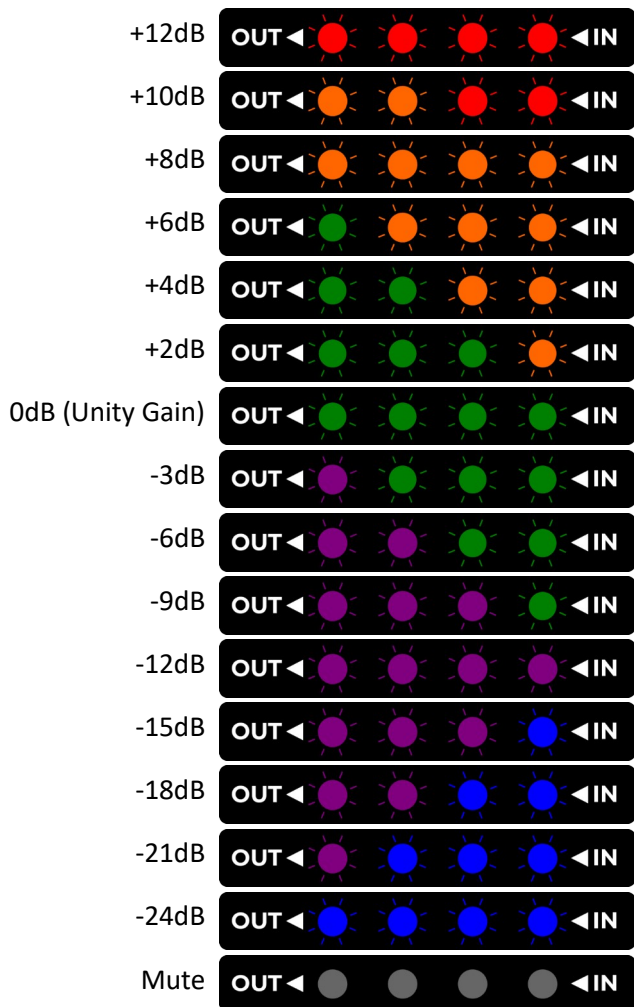 +12dB OUT ◀ ◀ IN
+10dB OUT ◀ ◀ IN
+8dB OUT ◀ ◀ IN
+6dB OUT ◀ ◀ IN
+4dB OUT ◀ ◀ IN
+2dB OUT ◀ ◀ IN
0dB (Unity Gain) OUT ◀ ◀ IN
-3dB OUT ◀ ◀ IN
-6dB OUT ◀ ◀ IN
-9dB OUT ◀ ◀ IN
-12dB OUT ◀ ◀ IN
-15dB OUT ◀ ◀ IN
-18dB OUT ◀ ◀ IN
-21dB OUT ◀ ◀ IN
-24dB OUT ◀ ◀ IN
Mute OUT ◀ ◀ IN